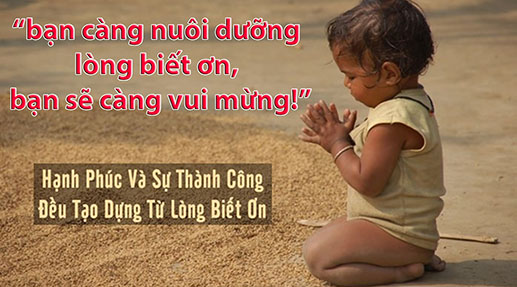 “bạn càng nuôi dưỡng
lòng biết ơn,
bạn sẽ càng vui mừng!”
Hạnh Phúc Và Sự Thành Công
Đều Tạo Dựng Từ Lòng Biết Ơn